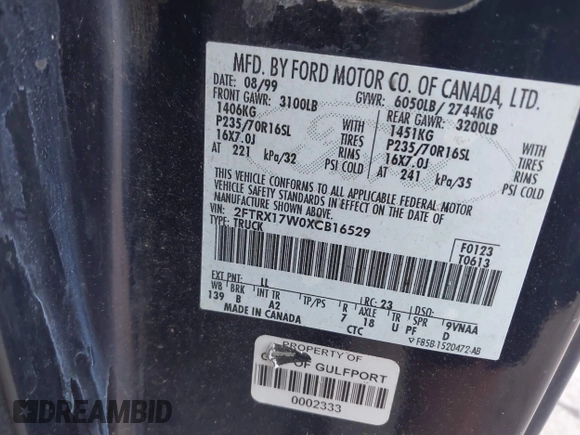 MFD. BY FORD MOTOR CO. OF CANADA, LTD.
DATE: 08/99 GVWR: 6050LB/ 2744KG
FRONT GAWR: 3100LB REAR GAWR: 3200LB
1406KG WITH 1451KG WITH
P235/70R16SL TIRES P235/70R16SL TIRES
16X7.0J RIMS 16X7.0J RIMS
AT 221 kPa/32 PSI COLD AT 241 kPa/35 PSI COLD
THIS VEHICLE CONFORMS TO ALL APPLICABLE FEDERAL MOTOR
VEHICLE SAFETY STANDARDS IN EFFECT ON THE DATE OF
MANUFACTURE SHOWN ABOVE.
2FTRX17W0XCB16529
TYPE: TRUCK
F0123
T0613
EXT PNT: LL RC: 23 DSO:
WB BRK INT TR TP/PS R AXLE TR SPR 9VNAA
139 B A2 7 18 U PF D
MADE IN CANADA CTC ▽ F85B-1520472-AB
PROPERTY OF
OF GULFPORT
0002333
DREAMBID